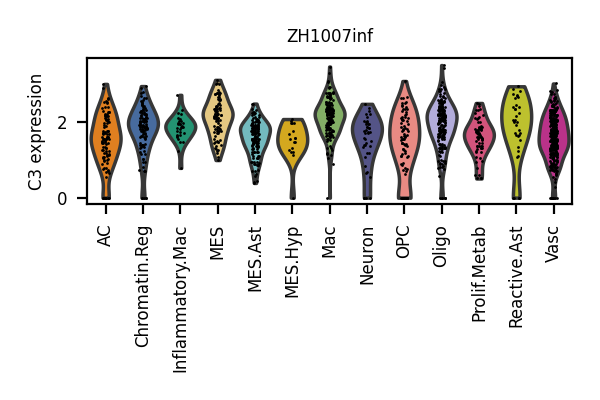 ZH1007inf
C3 expression
2
0
AC
Chromatin.Reg
Inflammatory.Mac
MES
MES.Ast
MES.Hyp
Mac
Neuron
OPC
Oligo
Prolif.Metab
Reactive.Ast
Vasc